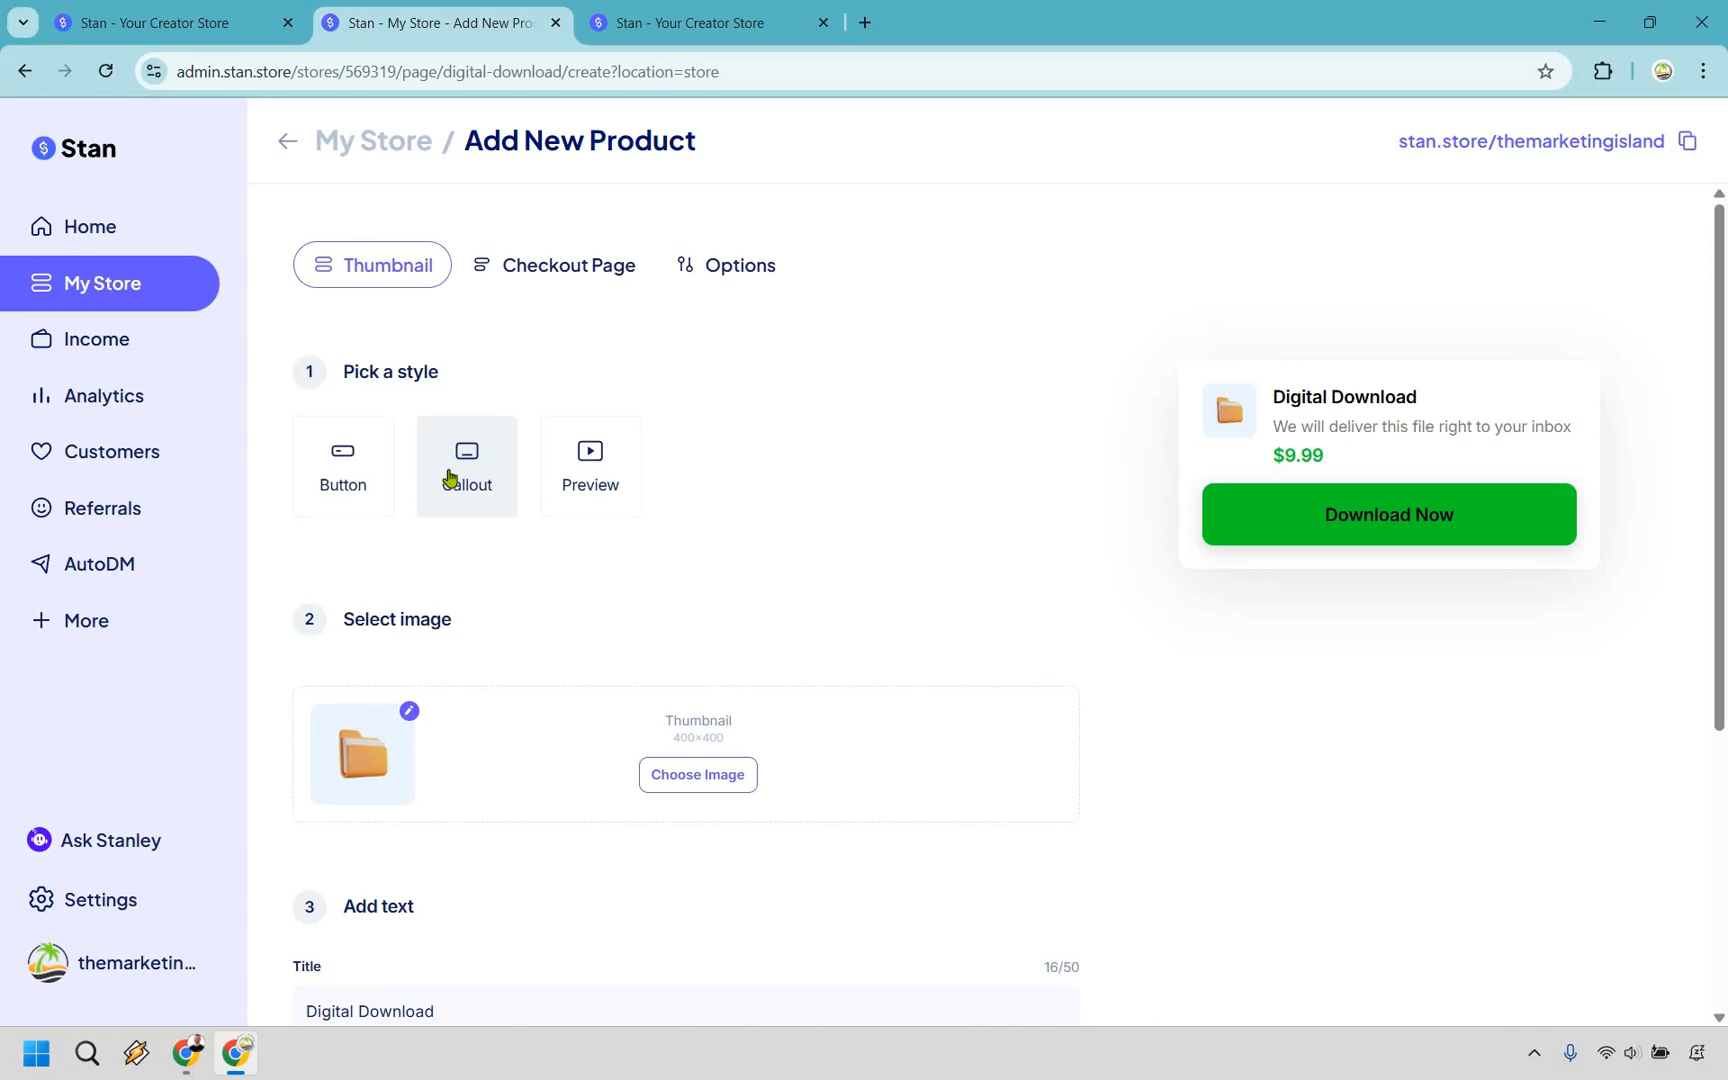 Stan - Your Creator Store
Stan - My Store - Add New Pro
Stan - Your Creator Store
admin.stan.store/stores/569319/page/digital-download/create?location=store
Stan
My Store / Add New Product
stan.store/themarketingisland
Home
My Store
Income
Analytics
Customers
Referrals
AutoDM
More
Ask Stanley
Settings
themarketin...
Thumbnail
Checkout Page
Options
1 Pick a style
Button
Callout
Preview
2 Select image
Thumbnail
400×400
Choose Image
3 Add text
Title
16/50
Digital Download
Digital Download
We will deliver this file right to your inbox
$9.99
Download Now